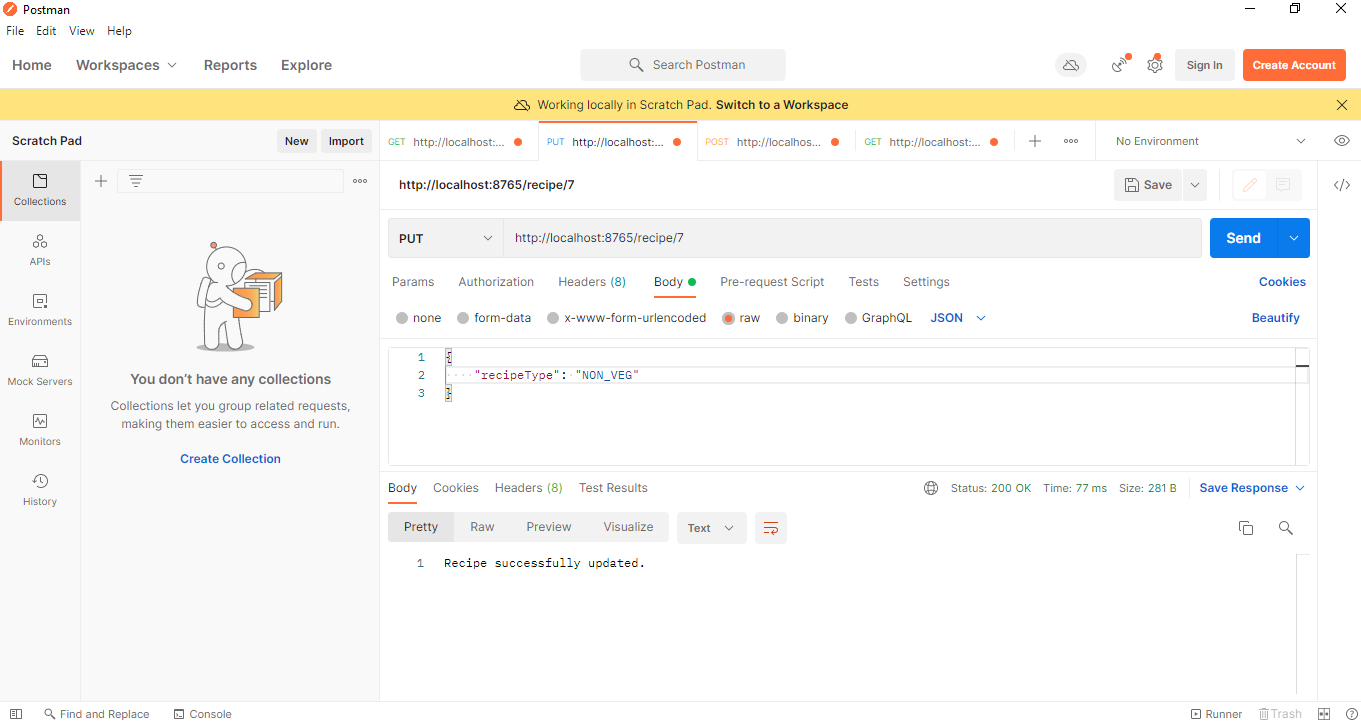 Postman
File Edit View Help
Home Workspaces Reports Explore
Search Postman
Sign In
Create Account
Working locally in Scratch Pad. Switch to a Workspace
Scratch Pad
New
Import
GET http://localhost:...
PUT http://localhost:...
POST http://localhos...
GET http://localhost:...
No Environment
Collections
APIs
Environments
Mock Servers
Monitors
History
You don't have any collections
Collections let you group related requests,
making them easier to access and run.
Create Collection
http://localhost:8765/recipe/7
Save
PUT http://localhost:8765/recipe/7
Send
Params Authorization Headers (8) Body Pre-request Script Tests Settings
Cookies
none form-data x-www-form-urlencoded raw binary GraphQL JSON
Beautify
1 {
2 "recipeType": "NON_VEG"
3 }
Body Cookies Headers (8) Test Results
Status: 200 OK Time: 77 ms Size: 281 B
Save Response
Pretty Raw Preview Visualize Text
1 Recipe successfully updated.
Find and Replace Console
Runner Trash